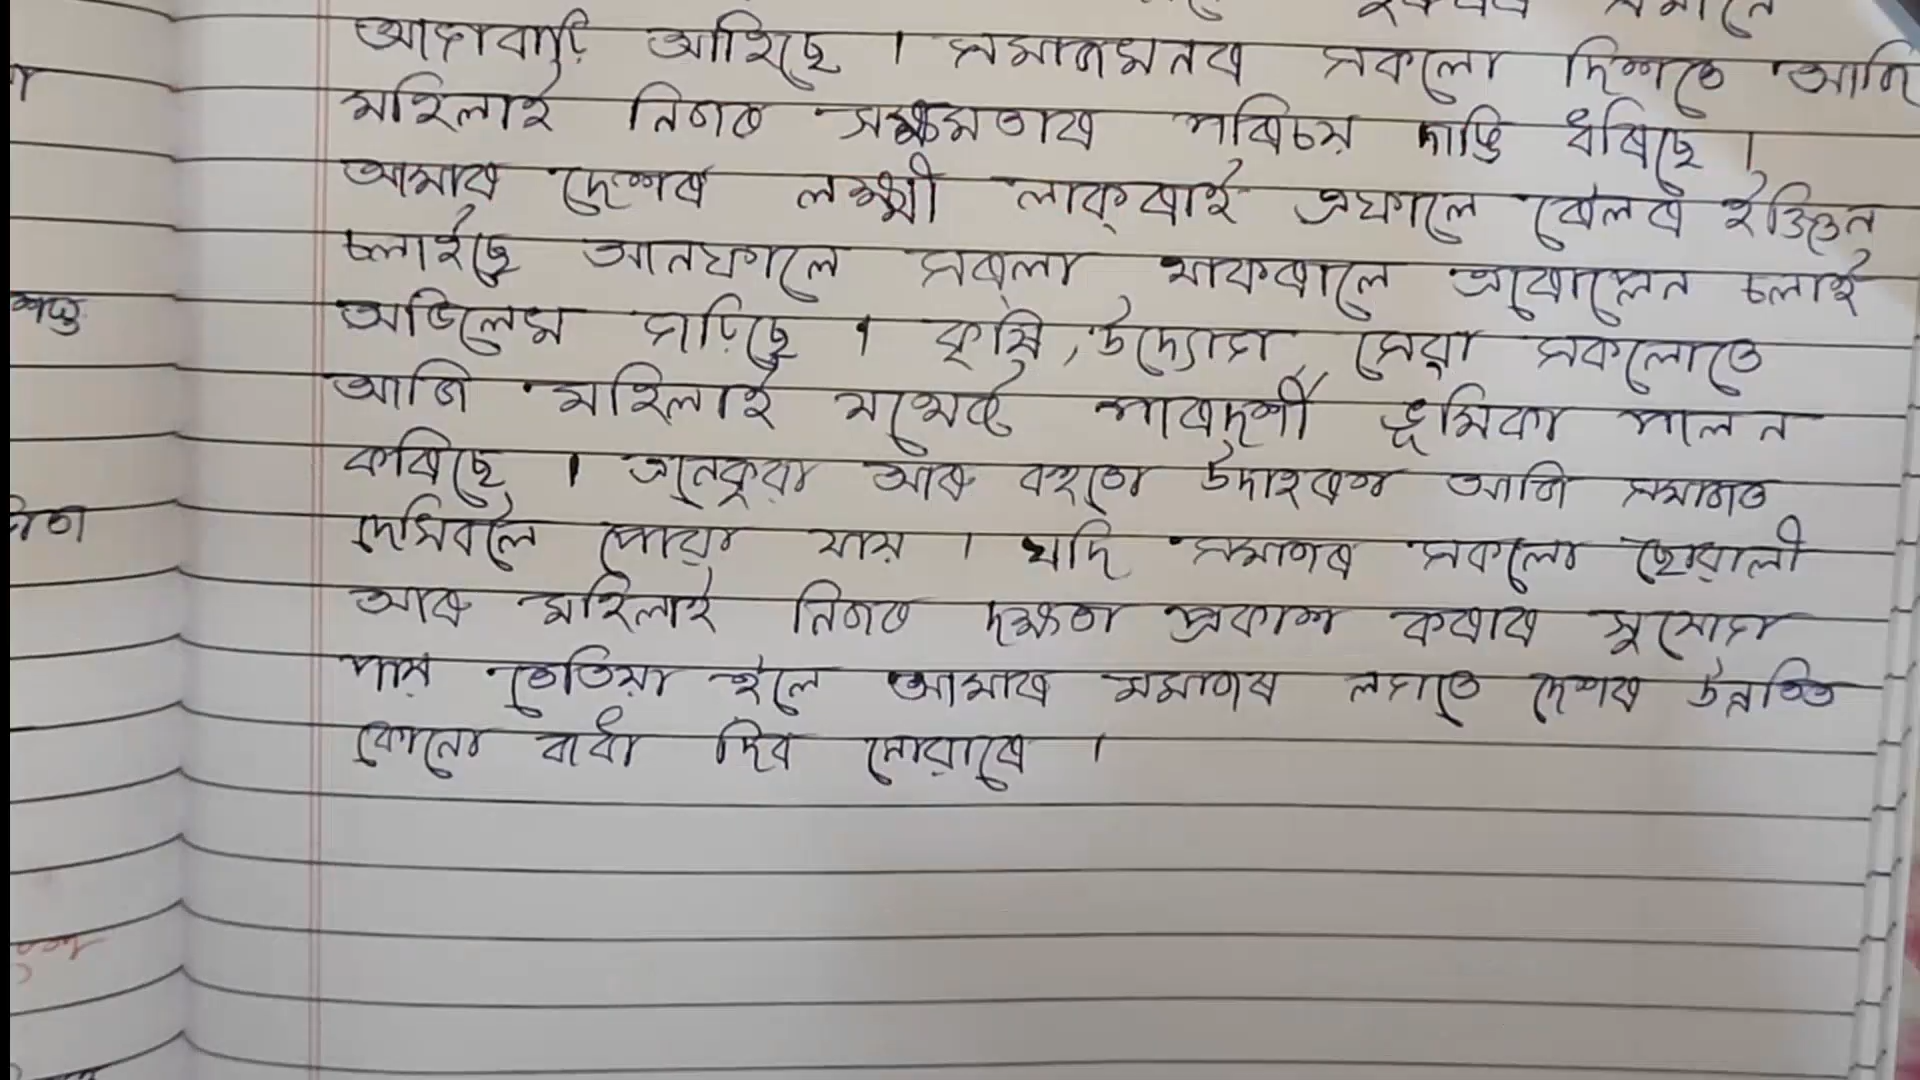 আগবাঢ়ি আহিছে । সমাজখনৰ সকলো দিশতে আজি
মহিলাই নিজৰ সক্ষমতাৰ পৰিচয় দাঙি ধৰিছে ।
আমাৰ দেশৰ লক্ষ্মী লাক্ৰাই এফালে ৰেলৰ ইঞ্জিন
চলাইছে আনফালে সৰলা থাকৰালে এৰোপ্লেন চলাই
অভিলেখ গঢ়িছে । কৃষি, উদ্যোগ, সেৱা সকলোতে
আজি মহিলাই যথেষ্ট পাৰদৰ্শী ভূমিকা পালন
কৰিছে । এনেকুৱা আৰু বহুতো উদাহৰণ আজি সমাজত
দেখিবলৈ পোৱা যায় । যদি সমাজৰ সকলো ছোৱালী
আৰু মহিলাই নিজৰ দক্ষতা প্ৰকাশ কৰাৰ সুযোগ
পায় তেতিয়া হলে আমাৰ সমাজৰ লগতে দেশৰ উন্নতিত
কোনো বাধা দিব নোৱাৰে ।